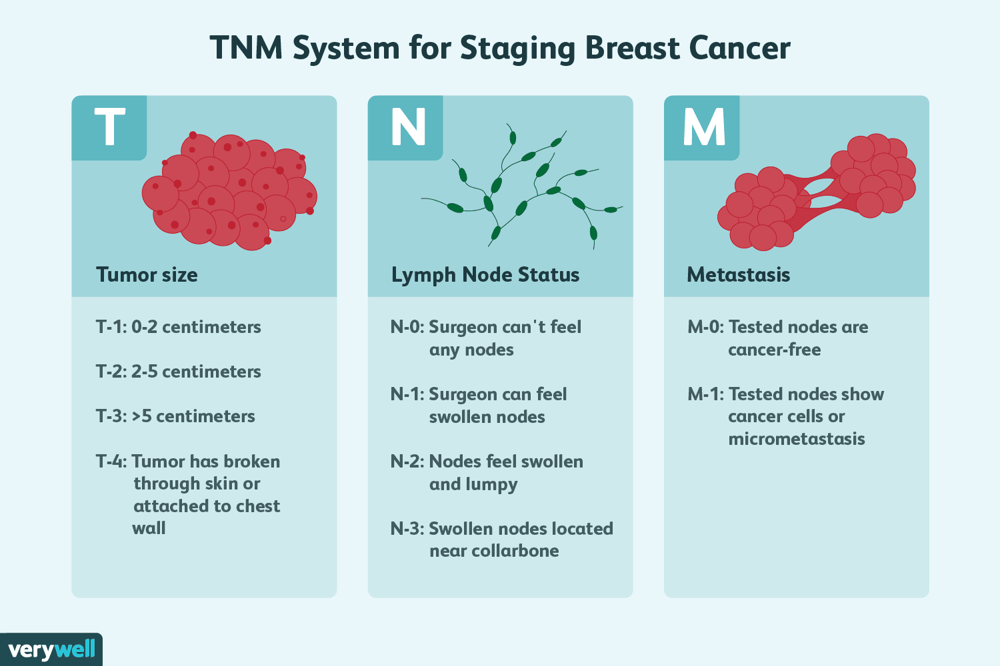 TNM System for Staging Breast Cancer
T
Tumor size
T-1: 0-2 centimeters
T-2: 2-5 centimeters
T-3: >5 centimeters
T-4: Tumor has broken
through skin or
attached to chest
wall
N
Lymph Node Status
N-0: Surgeon can't feel
any nodes
N-1: Surgeon can feel
swollen nodes
N-2: Nodes feel swollen
and lumpy
N-3: Swollen nodes located
near collarbone
M
Metastasis
M-0: Tested nodes are
cancer-free
M-1: Tested nodes show
cancer cells or
micrometastasis
verywell